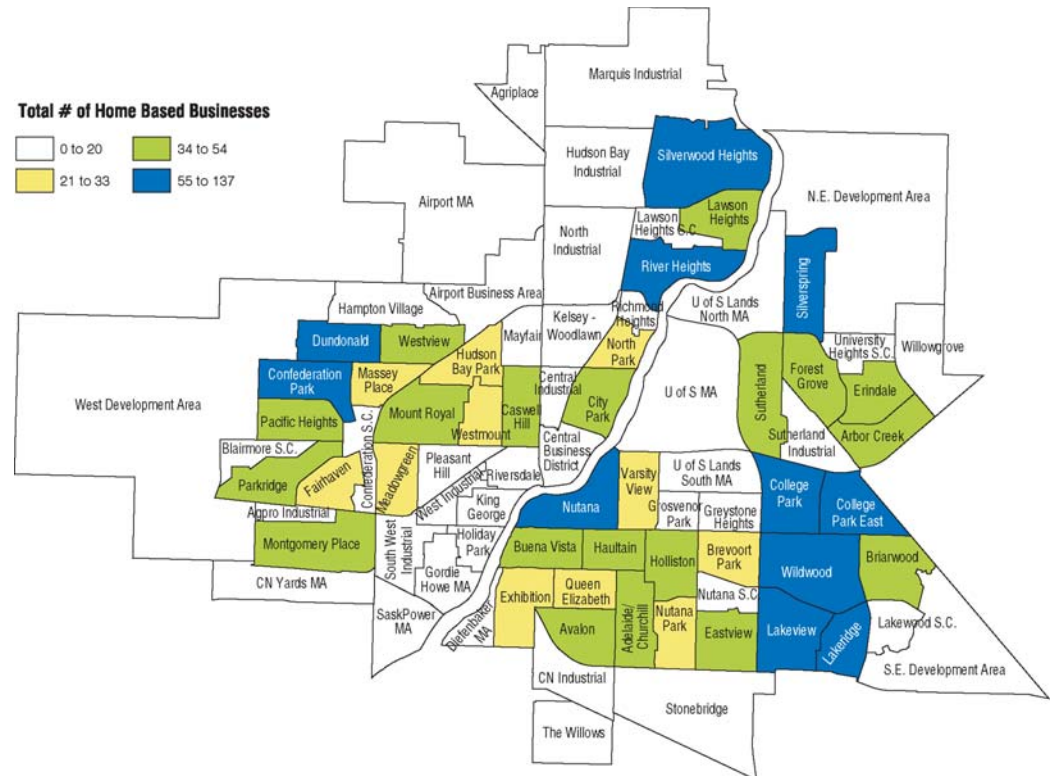 Marquis Industrial
Agriplace
Total # of Home Based Businesses
0 to 20
34 to 54
21 to 33
55 to 137
Hudson Bay
Industrial
Silverwood Heights
Airport MA
N.E. Development Area
Lawson
Heights
Lawson
Heights S.C
North
Industrial
River Heights
Silverspring
Airport Business Area
Hampton Village
U of S Lands
North MA
Richmond
Heights
Kelsey -
Woodlawn
Mayfair
Dundonald
Westview
Hudson
Bay Park
North
Park
University
Heights S.C.
Willowgrove
Confederation
Park
Massey
Place
Forest
Grove
Erindale
West Development Area
Central
Industrial
U of S MA
Sutherland
Pacific Heights
Mount Royal
Caswell
Hill
City
Park
Arbor Creek
Westmount
Central
Business
District
Sutherland
Industrial
Blairmore S.C.
Confederation S.C.
Pleasant
Hill
Parkridge
Fairhaven
Meadowgreen
West Industrial
Riversdale
Varsity
View
U of S Lands
South MA
College
Park
College
Park East
Agpro Industrial
King
George
Nutana
Grosvenor
Park
Greystone
Heights
Montgomery Place
South West
Industrial
Holiday
Park
Buena Vista
Haultain
Holliston
Brevoort
Park
Wildwood
Briarwood
CN Yards MA
Gordie
Howe MA
Exhibition
Queen
Elizabeth
Nutana S.C
SaskPower
MA
Diefenbaker
MA
Avalon
Adelaide/
Churchill
Nutana
Park
Eastview
Lakeview
Lakeridge
Lakewood S.C.
S.E. Development Area
CN Industrial
Stonebridge
The Willows